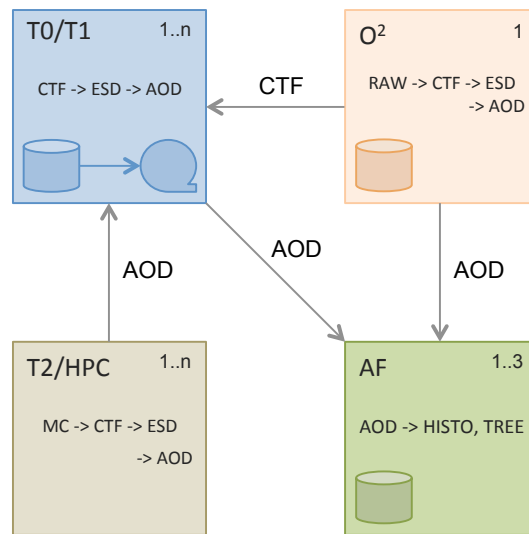 T0/T1 1..n
CTF -> ESD -> AOD
CTF
O² 1
RAW -> CTF -> ESD
-> AOD
AOD
AOD
AOD
T2/HPC 1..n
MC -> CTF -> ESD
-> AOD
AF 1..3
AOD -> HISTO, TREE